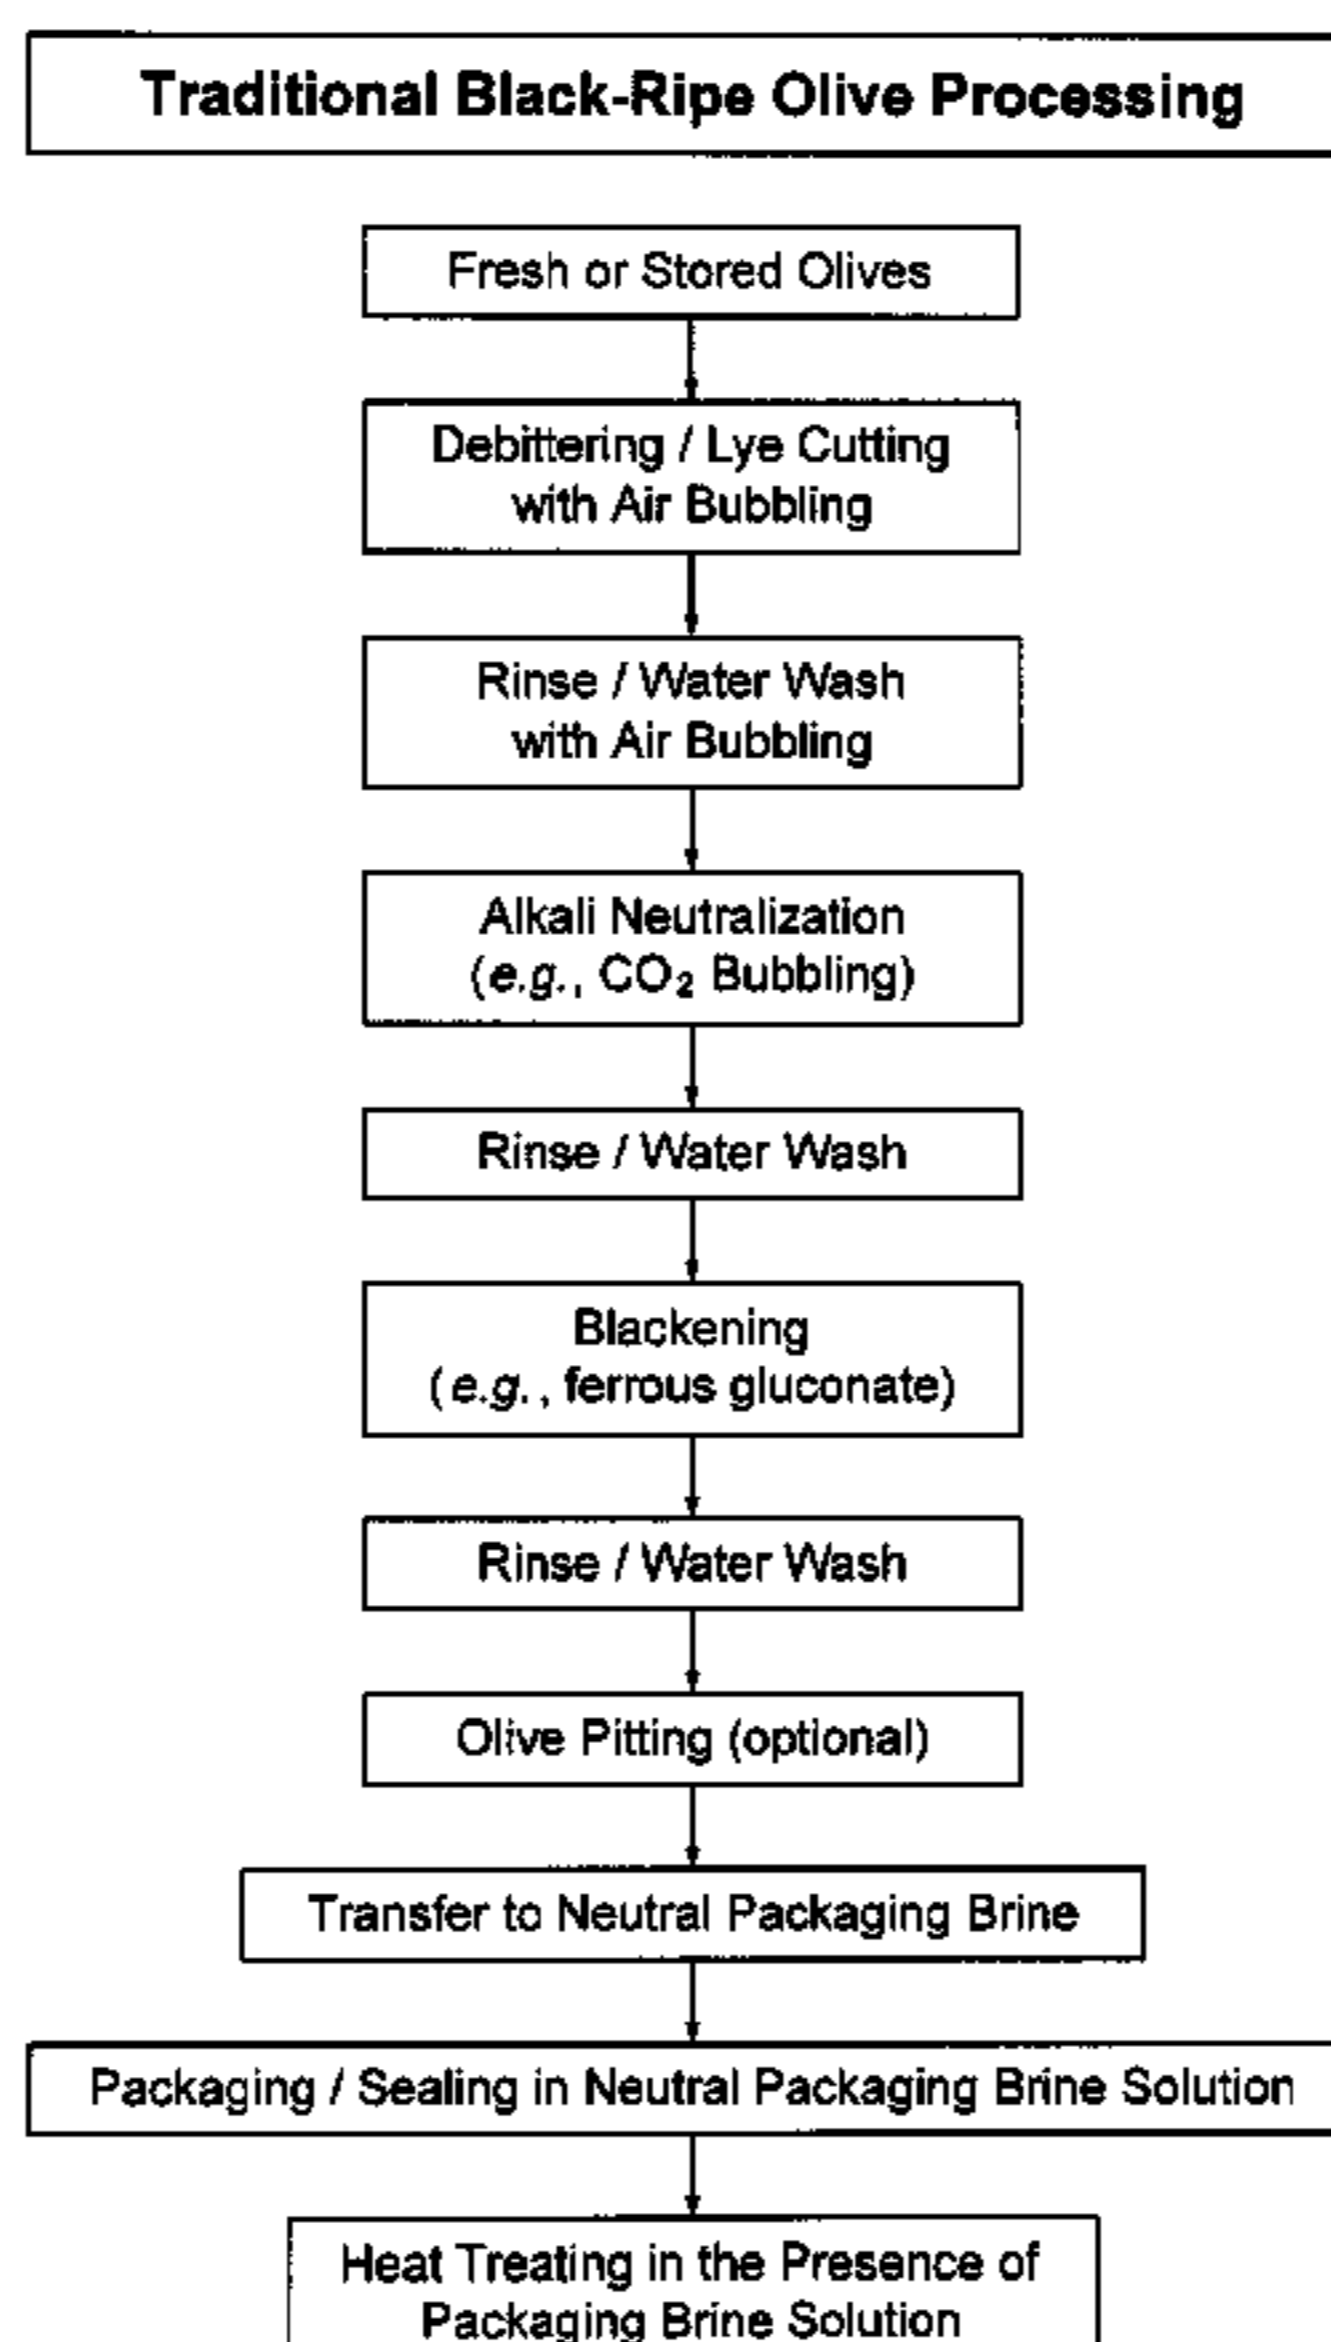 Traditional Black-Ripe Olive Processing
Fresh or Stored Olives
Debittering / Lye Cutting
with Air Bubbling
Rinse / Water Wash
with Air Bubbling
Alkali Neutralization
(e.g., CO₂ Bubbling)
Rinse / Water Wash
Blackening
(e.g., ferrous gluconate)
Rinse / Water Wash
Olive Pitting (optional)
Transfer to Neutral Packaging Brine
Packaging / Sealing in Neutral Packaging Brine Solution
Heat Treating in the Presence of
Packaging Brine Solution